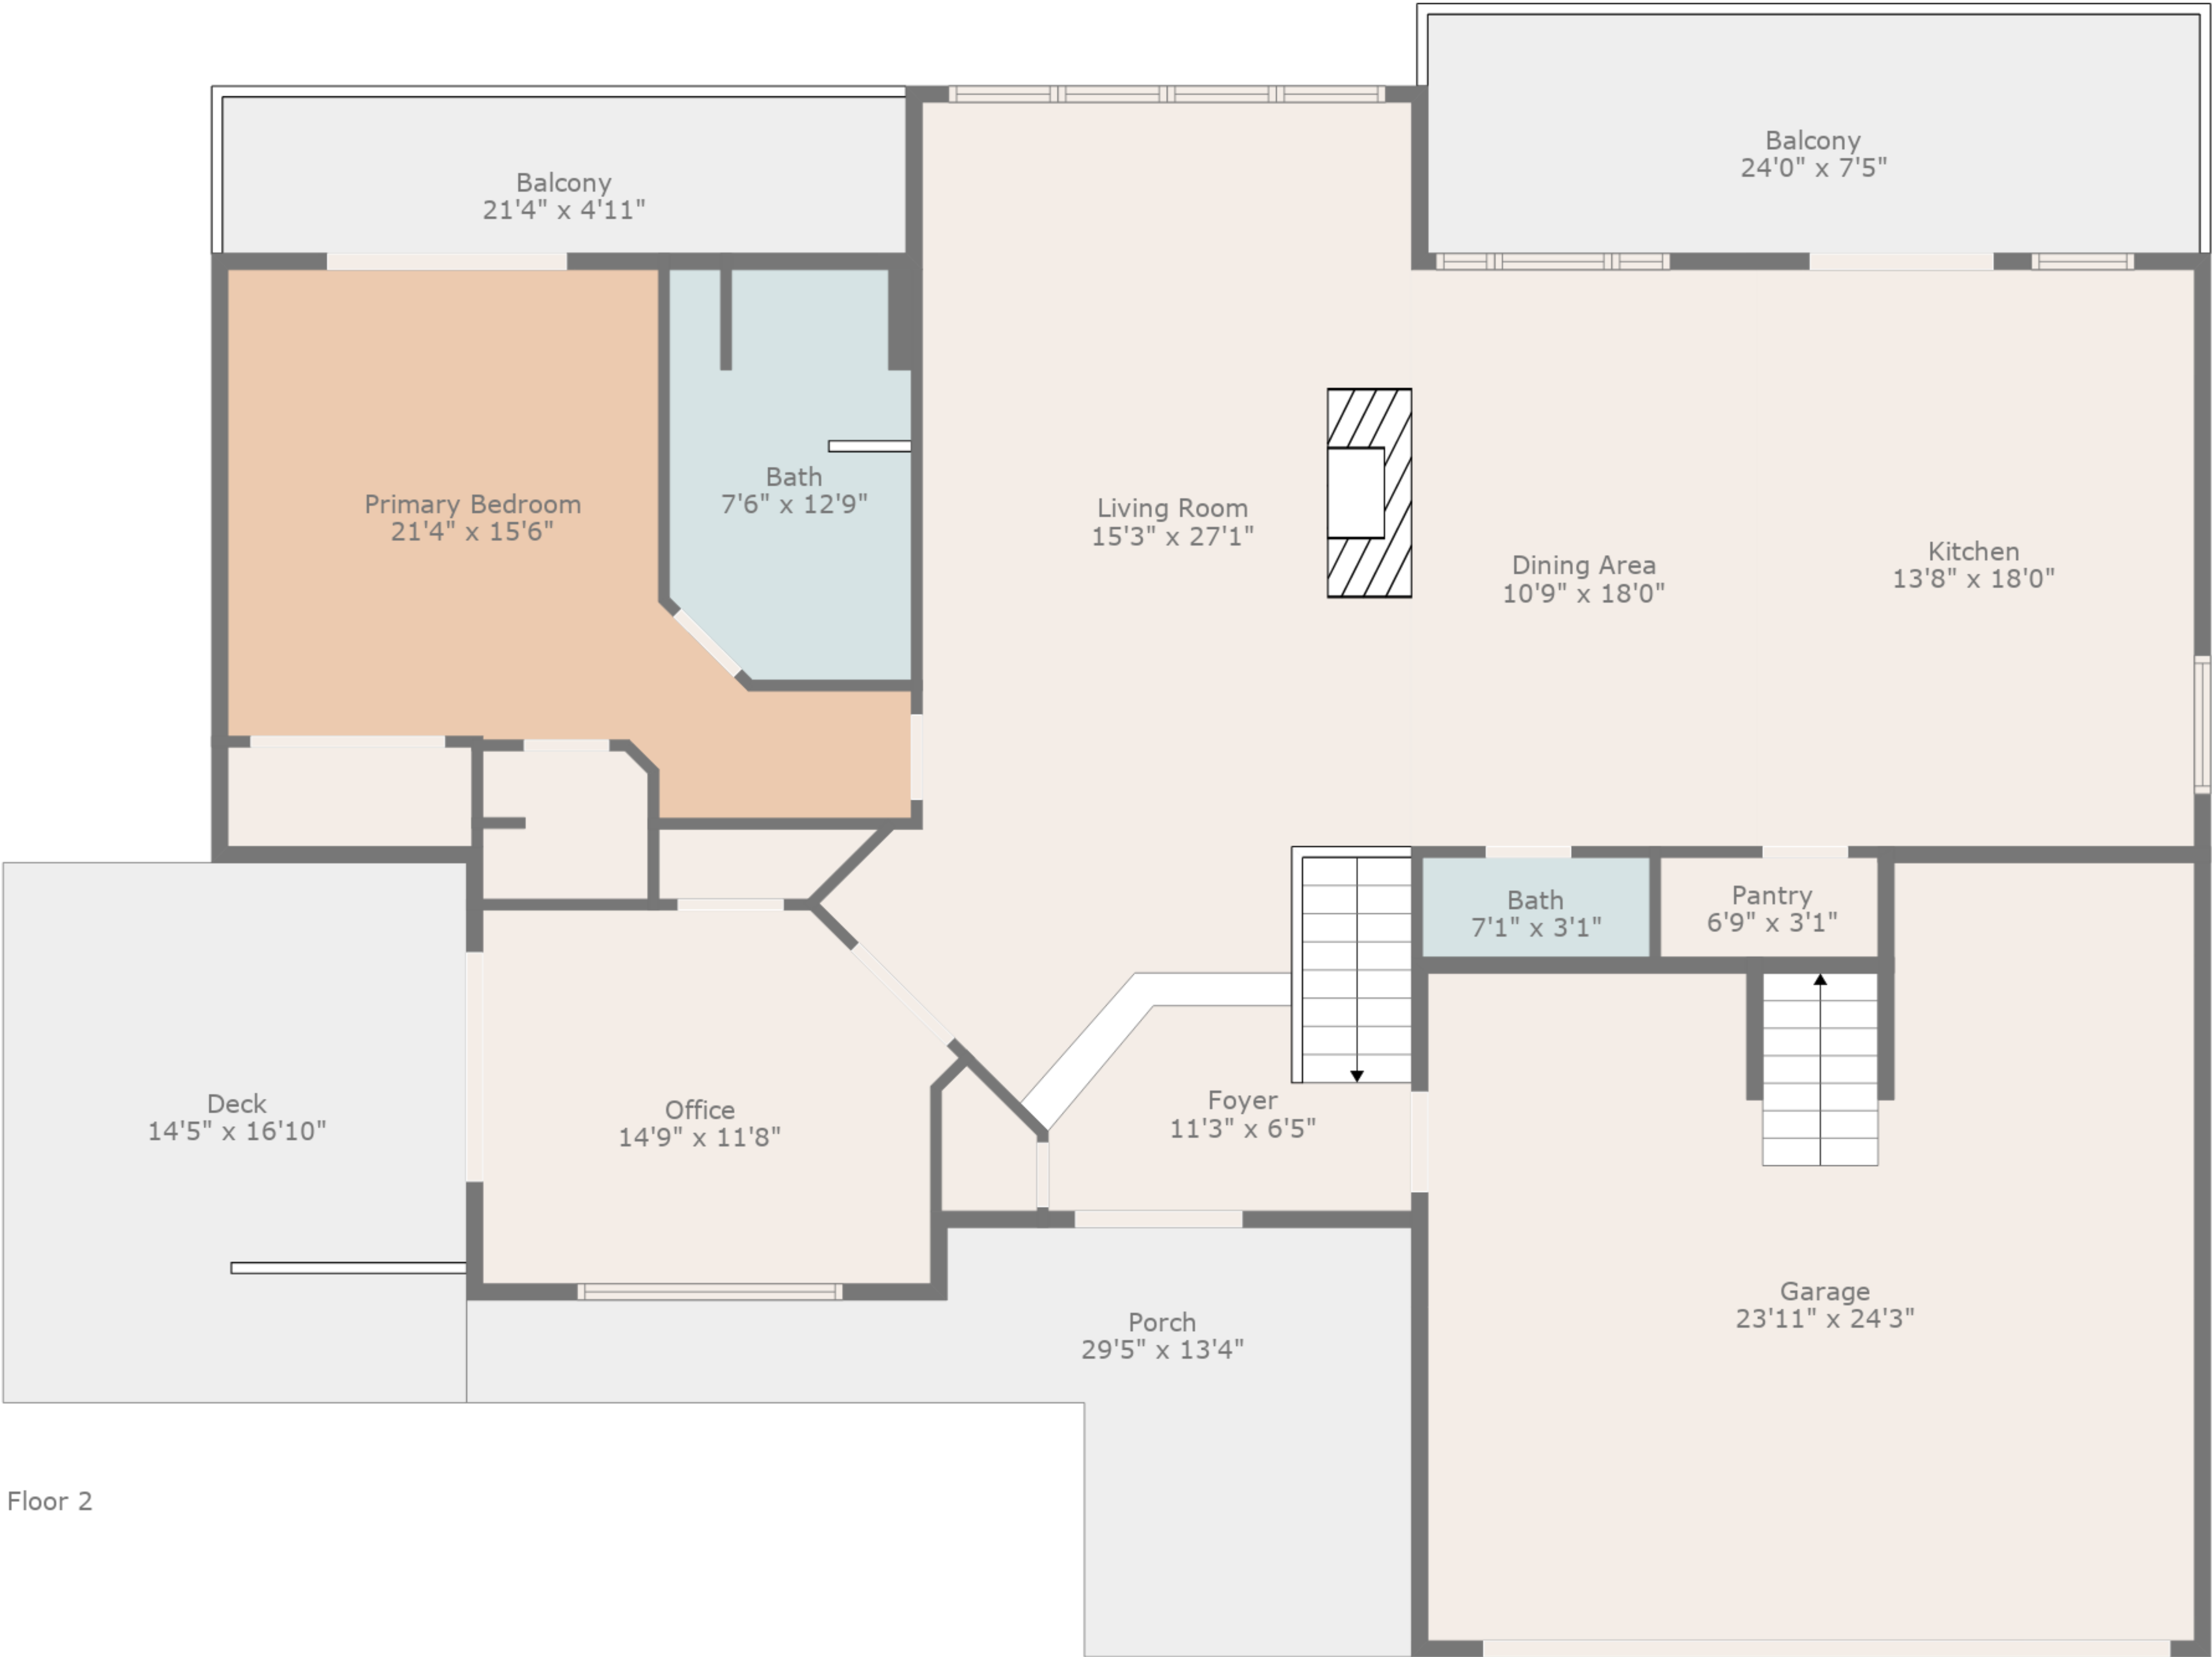 Balcony
24'0" x 7'5"
Balcony
21'4" x 4'11"
Primary Bedroom
21'4" x 15'6"
Bath
7'6" x 12'9"
Living Room
15'3" x 27'1"
Dining Area
10'9" x 18'0"
Kitchen
13'8" x 18'0"
Bath
7'1" x 3'1"
Pantry
6'9" x 3'1"
Deck
14'5" x 16'10"
Office
14'9" x 11'8"
Foyer
11'3" x 6'5"
Porch
29'5" x 13'4"
Garage
23'11" x 24'3"
Floor 2